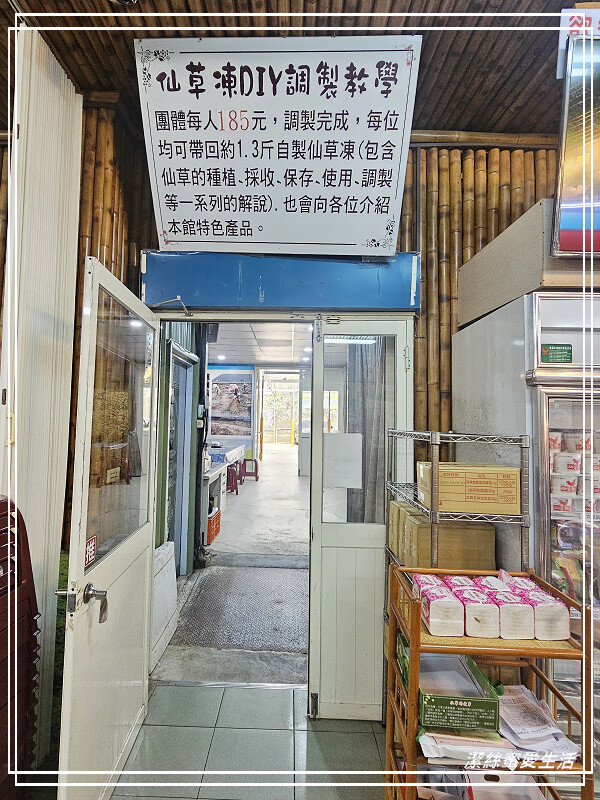 仙草凍DIY調製教學
團體每人185元，調製完成，每位
均可帶回約1.3斤自製仙草凍(包含
仙草的種植、採收、保存、使用、調製
等一系列的解說). 也會向各位介紹
本館特色產品。
推
潔絲蜜愛生活